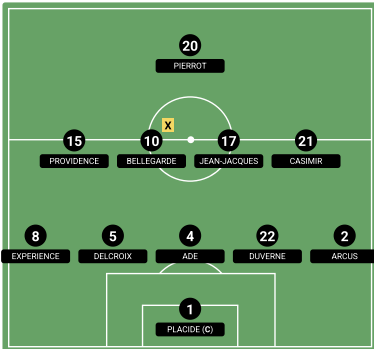 20
PIERROT
X
15 10 17 21
PROVIDENCE BELLEGARDE JEAN-JACQUES CASIMIR
8 5 4 22 2
EXPERIENCE DELCROIX ADE DUVERNE ARCUS
1
PLACIDE (C)